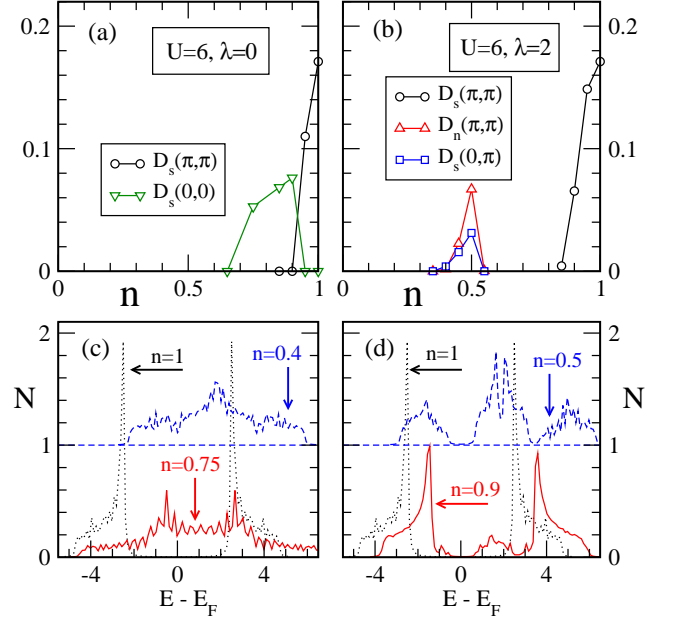 (a)
U=6, λ=0
(b)
U=6, λ=2
0.2
0.1
0
D_s(π,π)
D_s(0,0)
D_s(π,π)
D_n(π,π)
D_s(0,π)
0.2
0.1
0
0 n 0.5 1
0 n 0.5 1
(c)
n=1
n=0.4
n=0.75
(d)
n=1
n=0.5
n=0.9
N
2
1
0
2
1
0
N
-4 0 4
-4 0 4
E - E_F
E - E_F